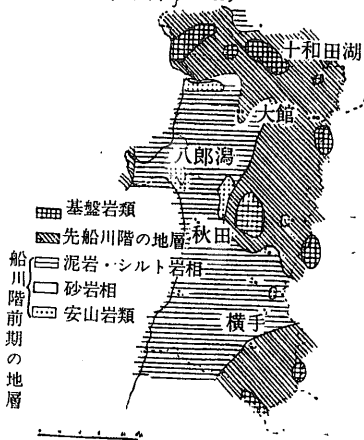 十和田湖
大館
八郎潟
秋田
横手
基盤岩類
先船川階の地層
船川階前期の地層
泥岩・シルト岩相
砂岩相
安山岩類